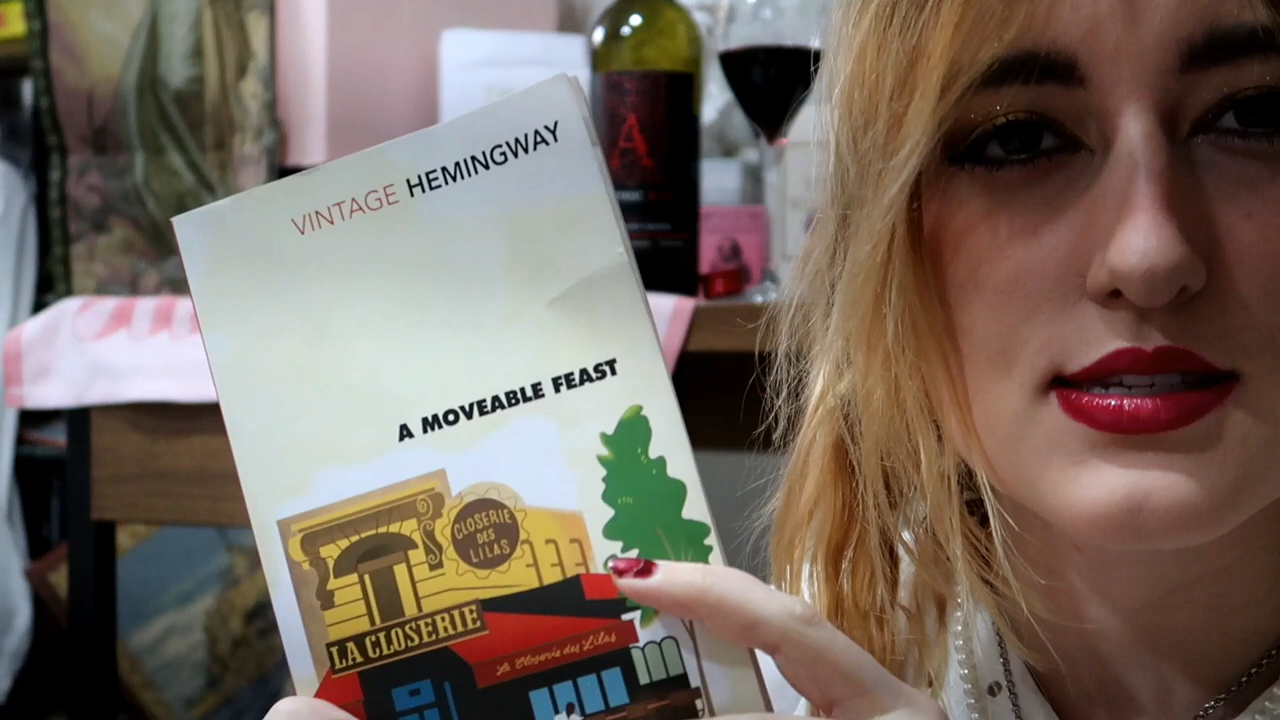 VINTAGE HEMINGWAY
A MOVEABLE FEAST
CLOSERIE
DES
LILAS
LA CLOSERIE
La Closerie des Lilas
A